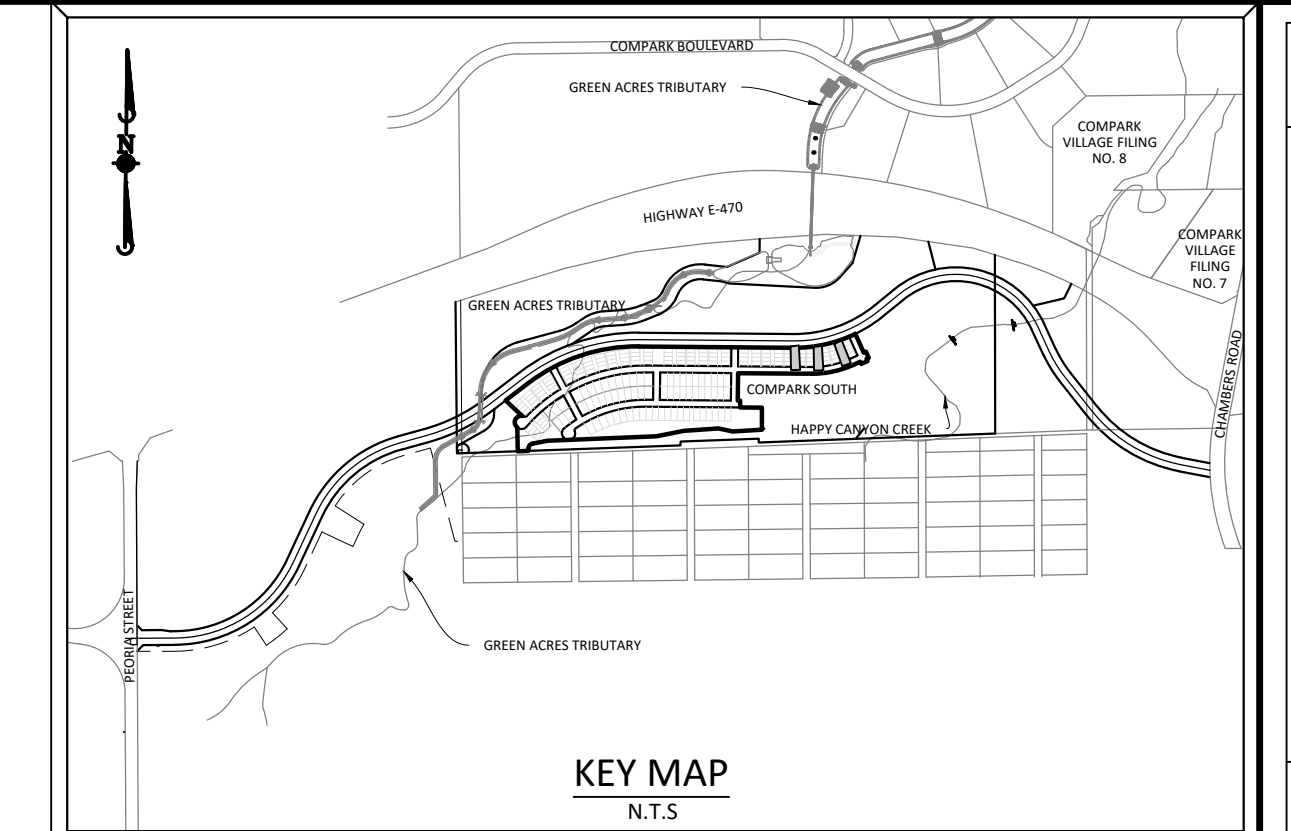 COMPARK BOULEVARD
GREEN ACRES TRIBUTARY
COMPARK
VILLAGE FILING
NO. 8
N
HIGHWAY E-470
COMPARK
VILLAGE
FILING
NO. 7
GREEN ACRES TRIBUTARY
CHAMBERS ROAD
COMPARK SOUTH
HAPPY CANYON CREEK
PEORIA STREET
GREEN ACRES TRIBUTARY
KEY MAP
N.T.S